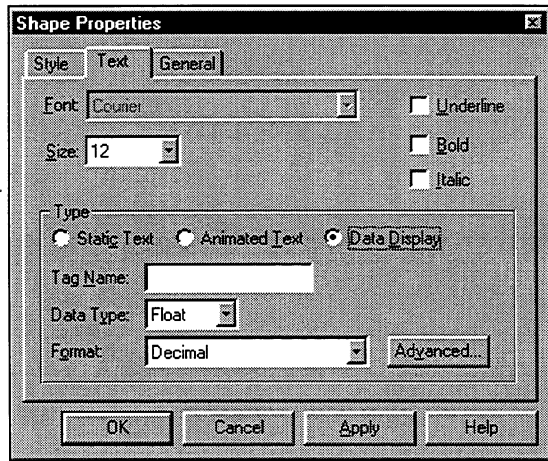 Shape Properties
Style Text General
Font: Courier
Underline
Size: 12
Bold
Italic
Type
Static Text Animated Text Data Display
Tag Name:
Data Type: Float
Format: Decimal Advanced...
OK Cancel Apply Help